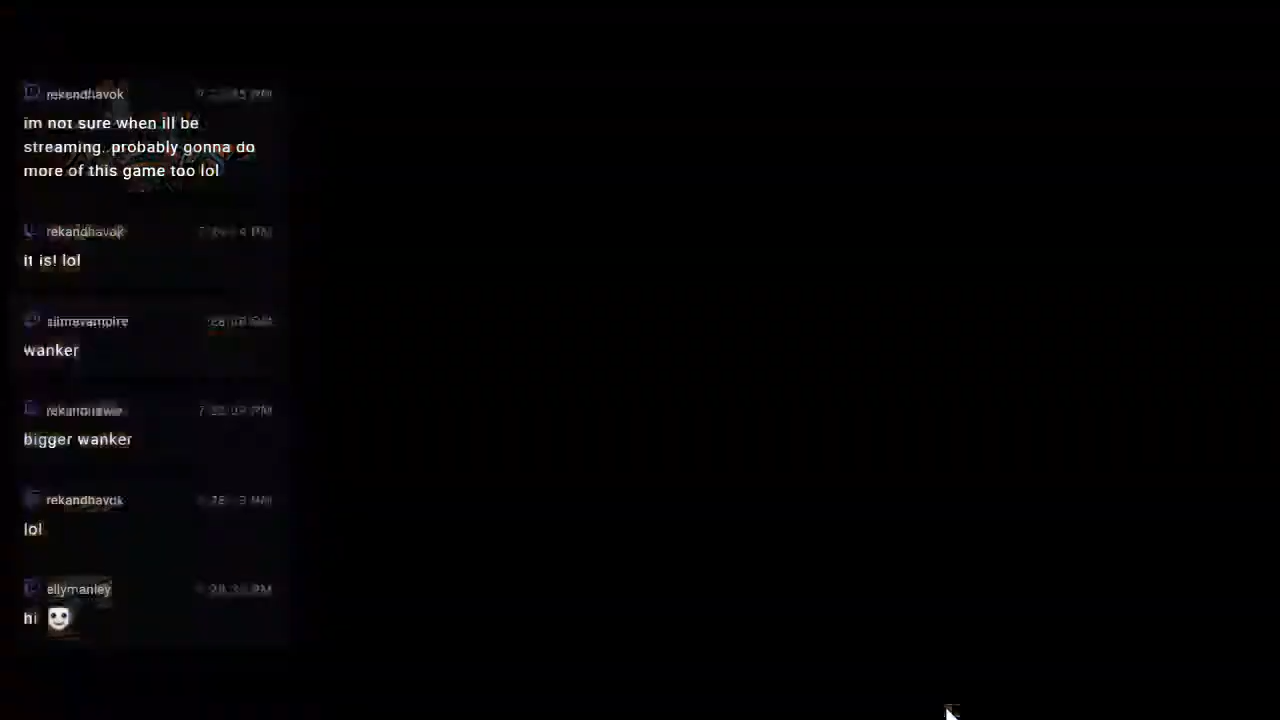 rekandhavok
im not sure when ill be
streaming..probably gonna do
more of this game too lol
rekandhavok
it is! lol
slimevampire
wanker
rekandhavok
bigger wanker
rekandhavok
lol
ellymanley
hi